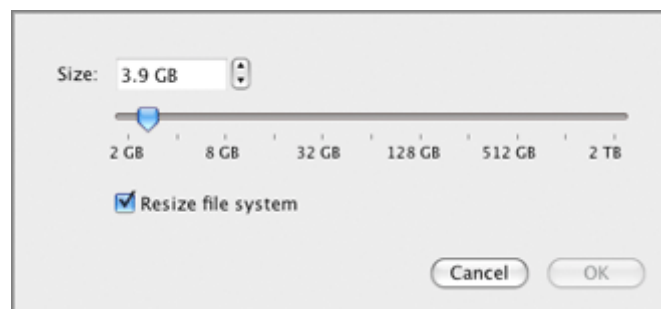 Size: 3.9 GB
2 GB 8 GB 32 GB 128 GB 512 GB 2 TB
Resize file system
Cancel OK